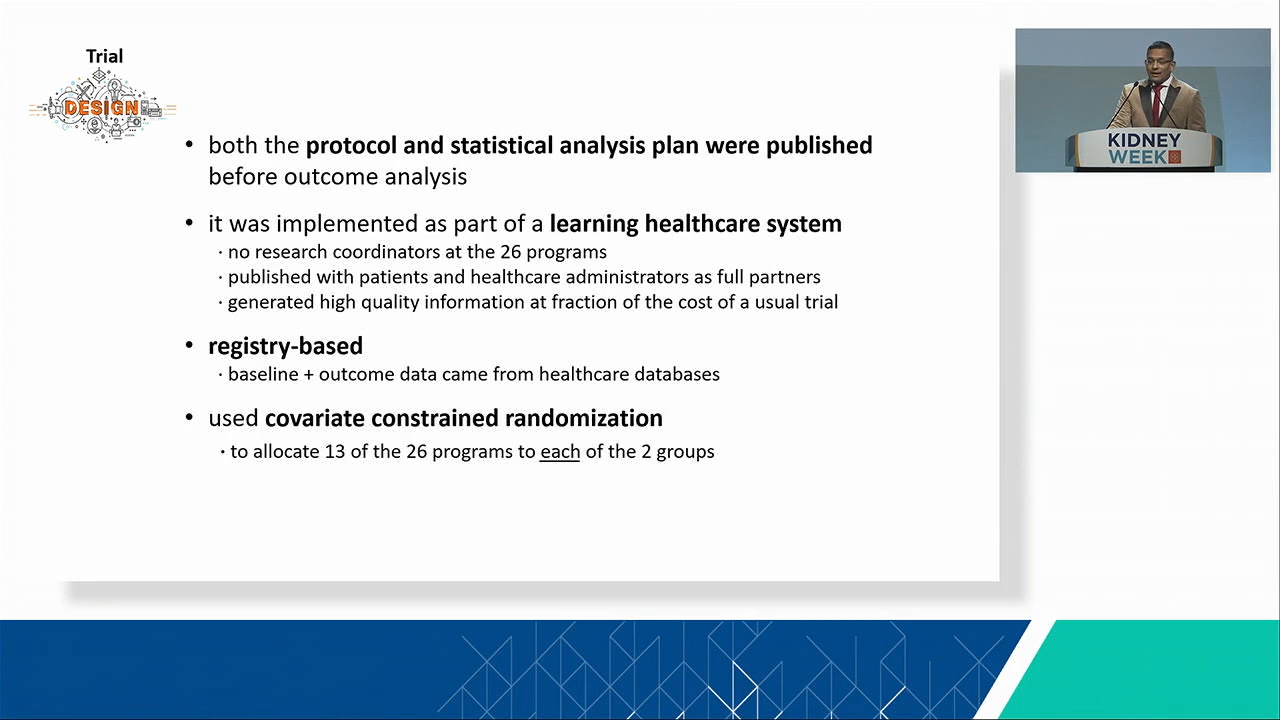 Trial
DESIGN
• both the protocol and statistical analysis plan were published
before outcome analysis
• it was implemented as part of a learning healthcare system
· no research coordinators at the 26 programs
· published with patients and healthcare administrators as full partners
· generated high quality information at fraction of the cost of a usual trial
• registry-based
· baseline + outcome data came from healthcare databases
• used covariate constrained randomization
· to allocate 13 of the 26 programs to each of the 2 groups
KIDNEY
WEEK